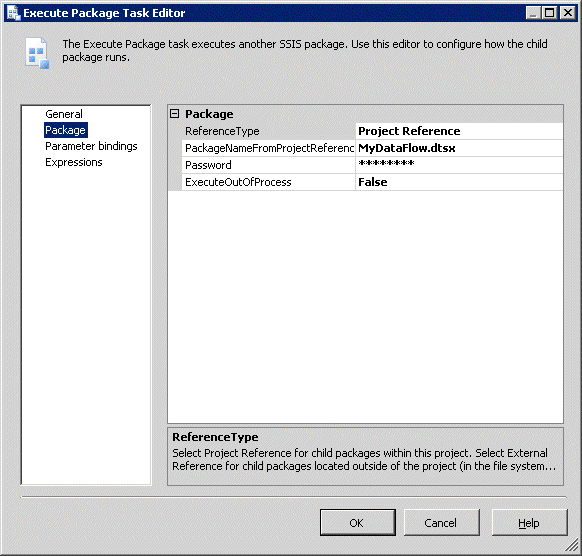 Execute Package Task Editor
The Execute Package task executes another SSIS package. Use this editor to configure how the child
package runs.
General
Package
Parameter bindings
Expressions
Package
ReferenceType Project Reference
PackageNameFromProjectReferenc MyDataFlow.dtsx
Password ********
ExecuteOutOfProcess False
ReferenceType
Select Project Reference for child packages within this project. Select External
Reference for child packages located outside of the project (in the file system...
OK Cancel Help